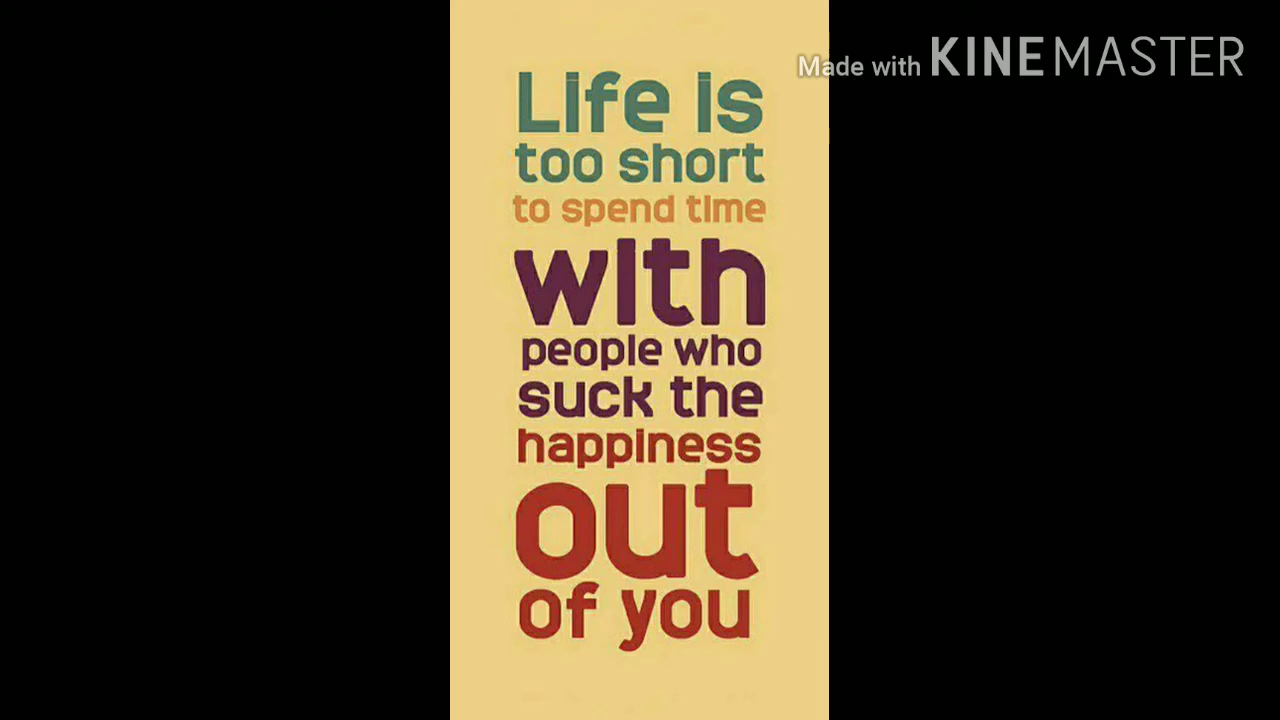 Made with KINEMASTER
Life is
too short
to spend time
with
people who
suck the
happiness
out
of you